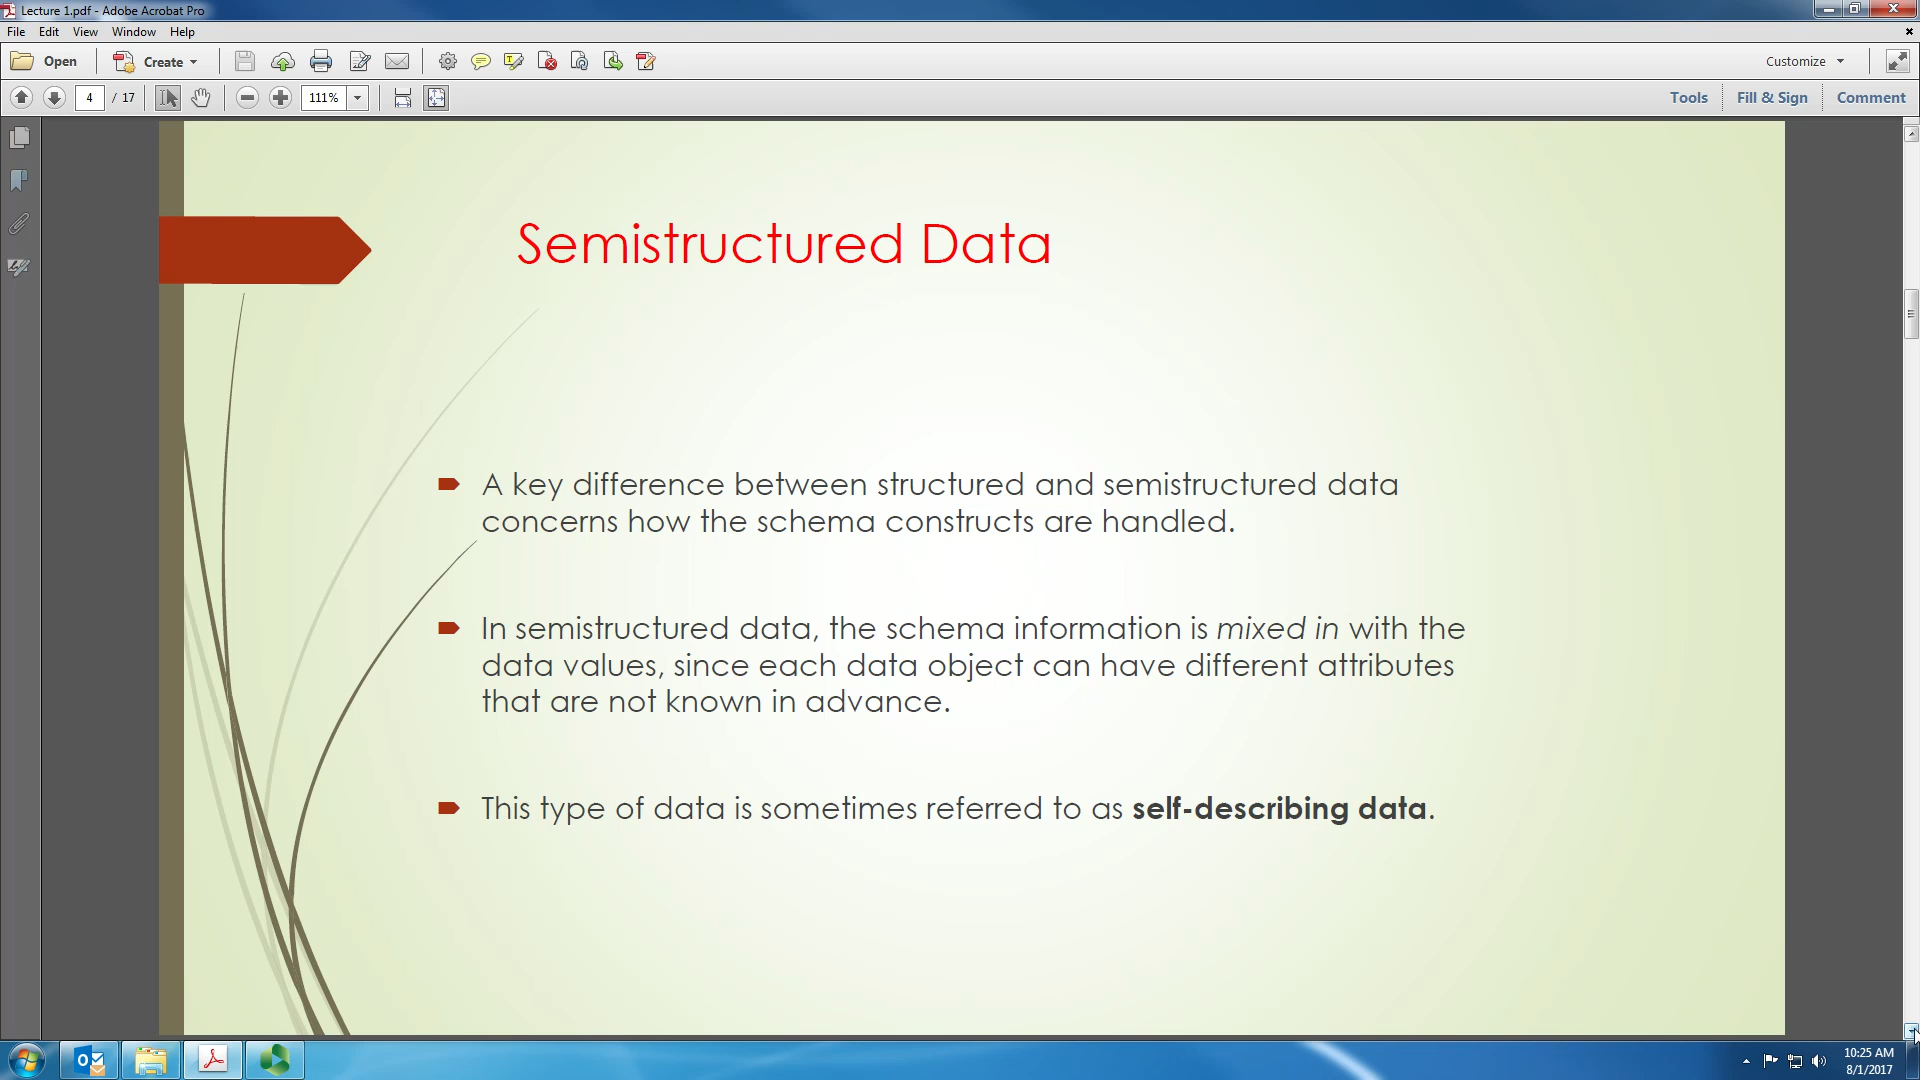 Lecture 1.pdf - Adobe Acrobat Pro
File Edit View Window Help
Open Create Customize
4 / 17 111% Tools Fill & Sign Comment
Semistructured Data
A key difference between structured and semistructured data
concerns how the schema constructs are handled.
In semistructured data, the schema information is mixed in with the
data values, since each data object can have different attributes
that are not known in advance.
This type of data is sometimes referred to as self-describing data.
10:25 AM
8/1/2017